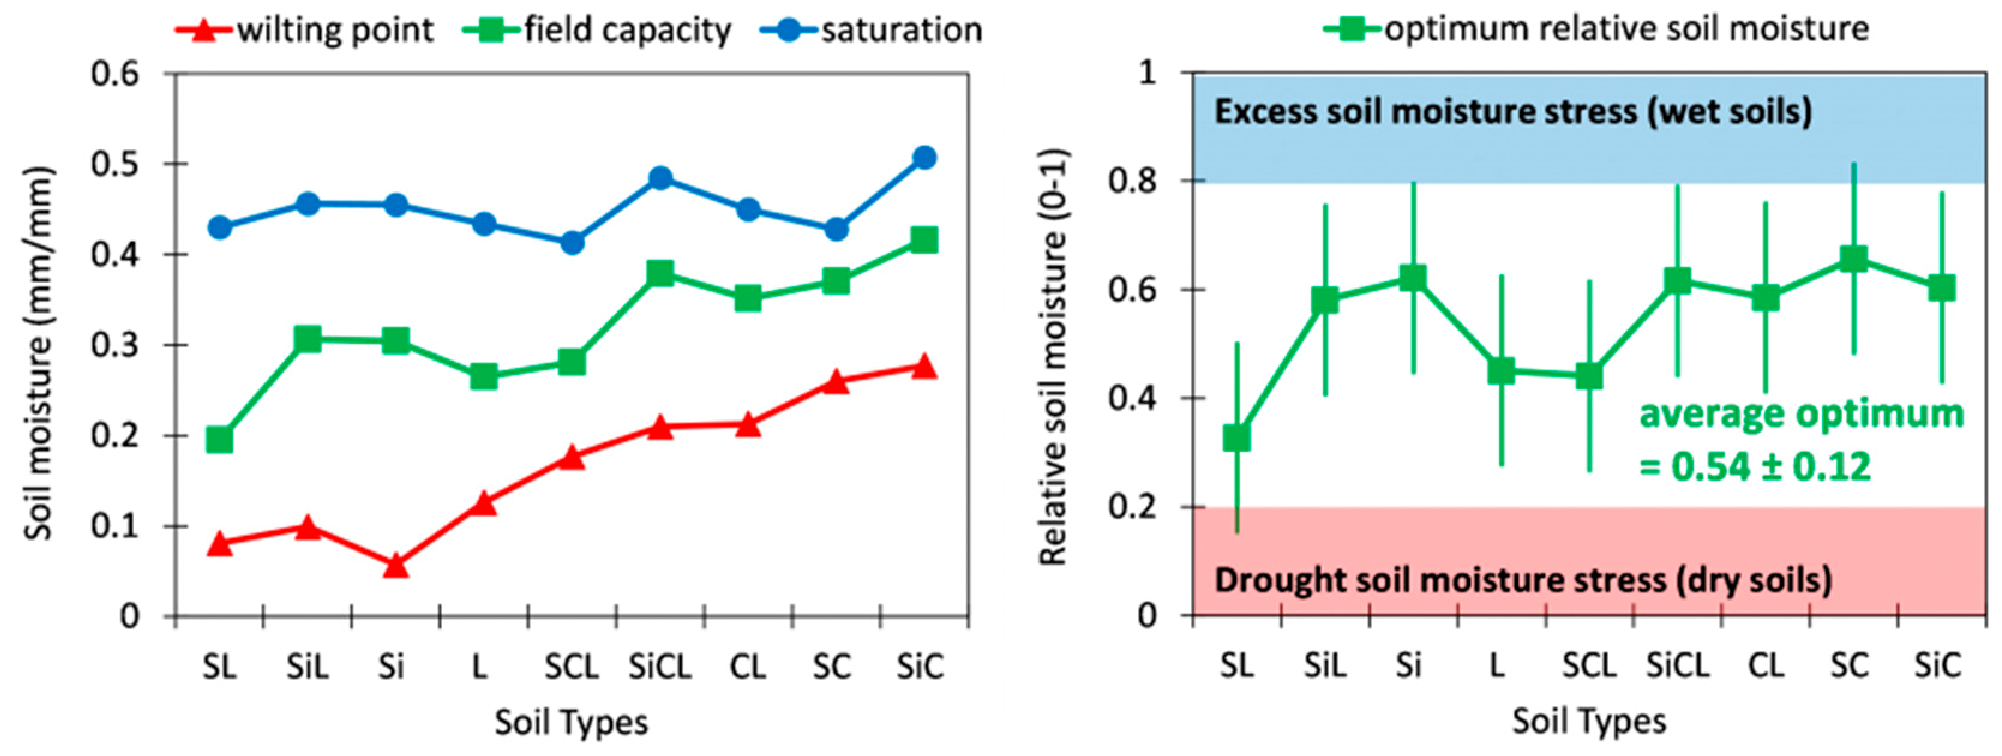 wilting point field capacity saturation
0.6
0.5
0.4
0.3
0.2
0.1
0
Soil moisture (mm/mm)
SL SiL Si L SCL SiCL CL SC SiC
Soil Types
optimum relative soil moisture
1
0.8
0.6
0.4
0.2
0
Relative soil moisture (0-1)
Excess soil moisture stress (wet soils)
average optimum
= 0.54 ± 0.12
Drought soil moisture stress (dry soils)
SL SiL Si L SCL SiCL CL SC SiC
Soil Types